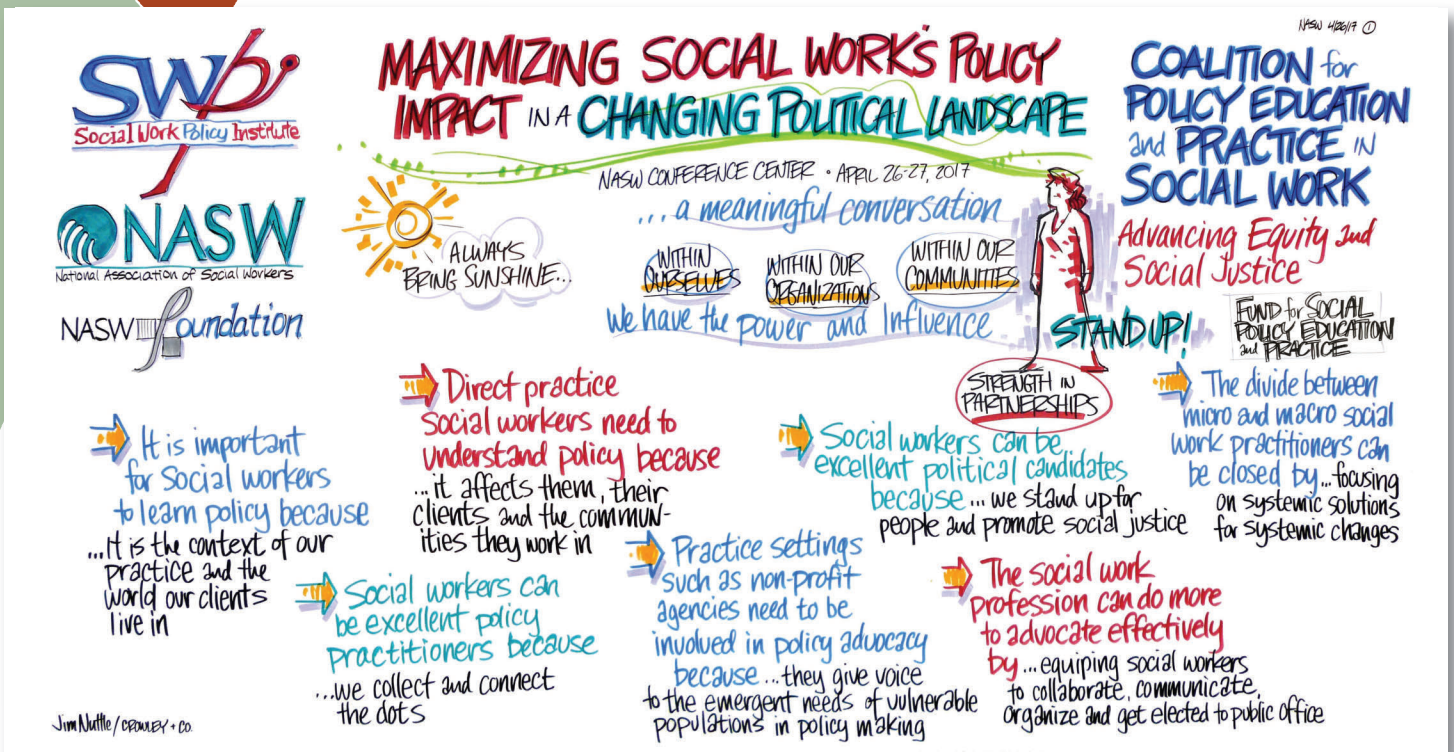 NASW 4/26/17 ①
SWpi
Social Work Policy Institute
NASW
National Association of Social Workers
NASW Foundation
MAXIMIZING SOCIAL WORK'S POLICY
IMPACT IN A CHANGING POLITICAL LANDSCAPE
NASW CONFERENCE CENTER • APRIL 26-27, 2017
...a meaningful conversation
ALWAYS
BRING SUNSHINE...
WITHIN
OURSELVES
WITHIN OUR
ORGANIZATIONS
WITHIN OUR
COMMUNITIES
We have the power and Influence
STAND UP!
STRENGTH IN
PARTNERSHIPS
COALITION for
POLICY EDUCATION
and PRACTICE IN
SOCIAL WORK
Advancing Equity and
Social Justice
FUND for SOCIAL
POLICY EDUCATION
and PRACTICE
It is important
for Social workers
to learn policy because
...It is the context of our
practice and the
world our clients
live in
Direct practice
Social workers need to
understand policy because
...it affects them, their
clients and the commun-
ities they work in
Social workers can
be excellent policy
practitioners because
...we collect and connect
the dots
Practice settings
such as non-profit
agencies need to be
involved in policy advocacy
because ...they give voice
to the emergent needs of vulnerable
populations in policy making
Social workers can be
excellent political candidates
because ... we stand up for
people and promote social justice
The social work
profession can do more
to advocate effectively
by ...equiping social workers
to collaborate, communicate,
organize and get elected to public office
The divide between
micro and macro social
work practitioners can
be closed by...focusing
on systemic solutions
for systemic changes
Jim Nuttle / CROWLEY + CO.